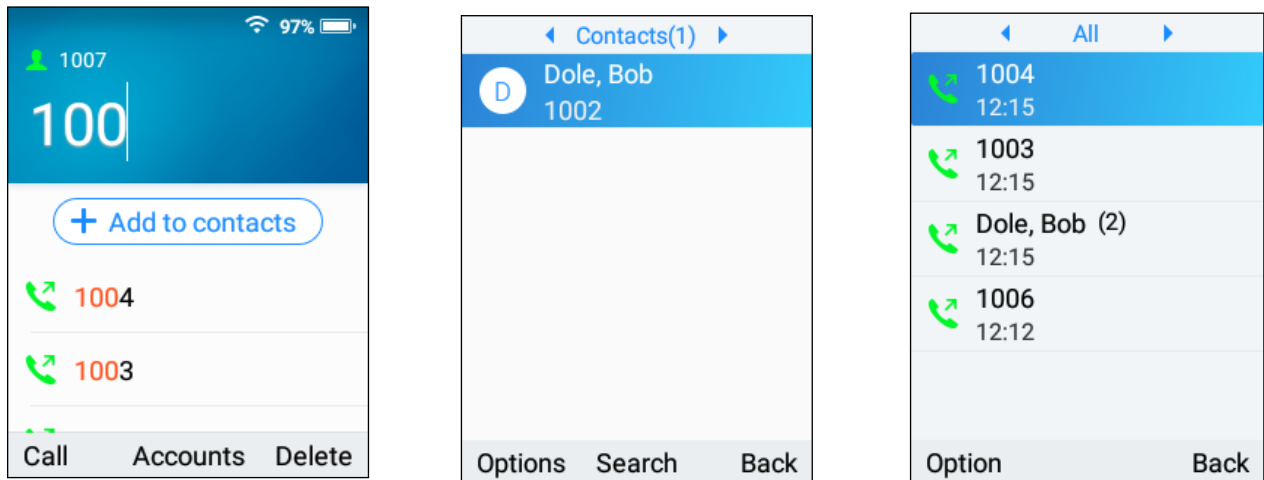 97%
1007
100
+ Add to contacts
1004
1003
Call Accounts Delete
Contacts(1)
D
Dole, Bob
1002
Options Search Back
All
1004
12:15
1003
12:15
Dole, Bob (2)
12:15
1006
12:12
Option Back